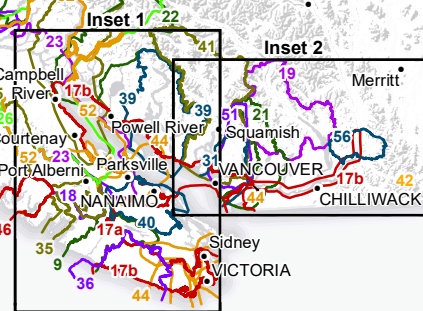 22
Inset 1
23
41
Inset 2
19
Merritt
Campbell
River
17b
39
52
39
51
21
26
Powell River
Squamish
56
Courtenay
44
52
23
Parksville
31
Port Alberni
VANCOUVER
17b
42
18
NANAIMO
44
CHILLIWACK
46
17a
40
35
Sidney
9
17b
VICTORIA
36
44